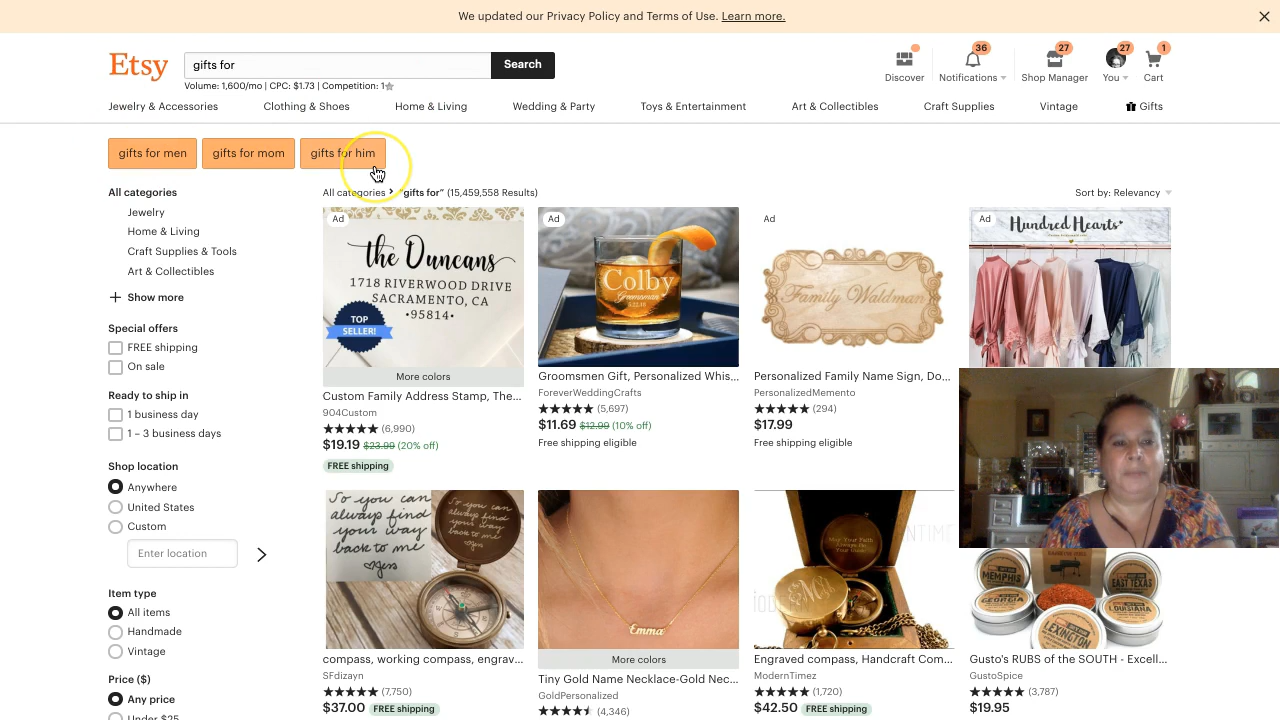 We updated our Privacy Policy and Terms of Use. Learn more.
Etsy
gifts for
Search
Volume: 1,600/mo | CPC: $1.73 | Competition: 1
36
27
27
1
Discover
Notifications
Shop Manager
You
Cart
Jewelry & Accessories
Clothing & Shoes
Home & Living
Wedding & Party
Toys & Entertainment
Art & Collectibles
Craft Supplies
Vintage
Gifts
gifts for men
gifts for mom
gifts for him
All categories
Jewelry
Home & Living
Craft Supplies & Tools
Art & Collectibles
Show more
Special offers
FREE shipping
On sale
Ready to ship in
1 business day
1 – 3 business days
Shop location
Anywhere
United States
Custom
Enter location
Item type
All items
Handmade
Vintage
Price ($)
Any price
Under $25
All categories "gifts for" (15,459,558 Results)
Sort by: Relevancy
Ad
the Duncans
1718 RIVERWOOD DRIVE
SACRAMENTO, CA
•95814•
TOP
SELLER!
More colors
Custom Family Address Stamp, The...
904Custom
(6,990)
$19.19 $23.99 (20% off)
FREE shipping
Ad
Colby
Groomsman
Groomsmen Gift, Personalized Whis...
ForeverWeddingCrafts
(5,697)
$11.69 $12.99 (10% off)
Free shipping eligible
Ad
Family Waldman
Personalized Family Name Sign, Do...
PersonalizedMemento
(294)
$17.99
Free shipping eligible
Ad
HUNDRED HEARTS
So you can
always find
your way
back to me
So you can
always find
your way
back to me
compass, working compass, engrav...
SFdizayn
(7,750)
$37.00 FREE shipping
Emma
More colors
Tiny Gold Name Necklace-Gold Nec...
GoldPersonalized
(4,346)
Engraved compass, Handcraft Com...
ModernTimez
(1,720)
$42.50 FREE shipping
MEMPHIS
EAST TEXAS
GEORGIA
LOUISIANA
LEXINGTON
Gusto's RUBS of the SOUTH - Excell...
GustoSpice
(3,787)
$19.95